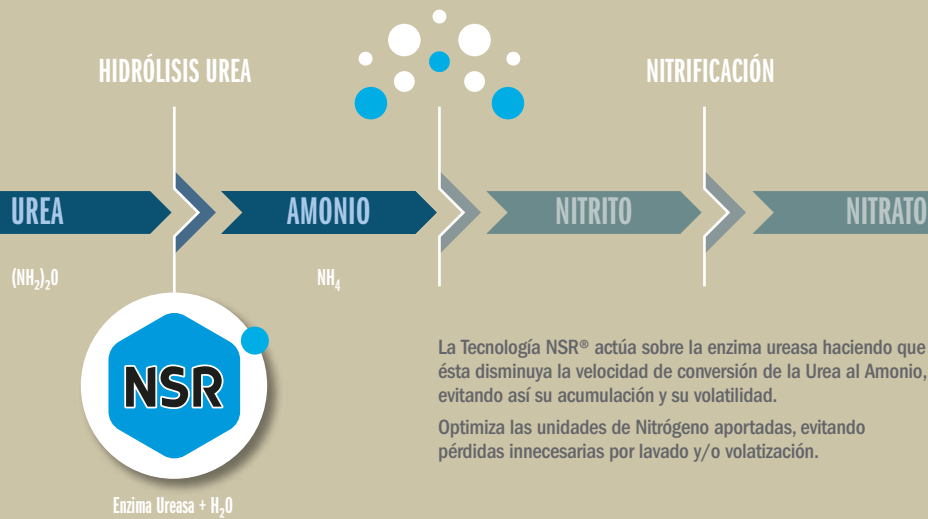 HIDRÓLISIS UREA
NITRIFICACIÓN
UREA
AMONIO
NITRITO
NITRATO
(NH₂)₂O
NH₄
NSR
Enzima Ureasa + H₂O
La Tecnología NSR® actúa sobre la enzima ureasa haciendo que
ésta disminuya la velocidad de conversión de la Urea al Amonio,
evitando así su acumulación y su volatilidad.
Optimiza las unidades de Nitrógeno aportadas, evitando
pérdidas innecesarias por lavado y/o volatización.